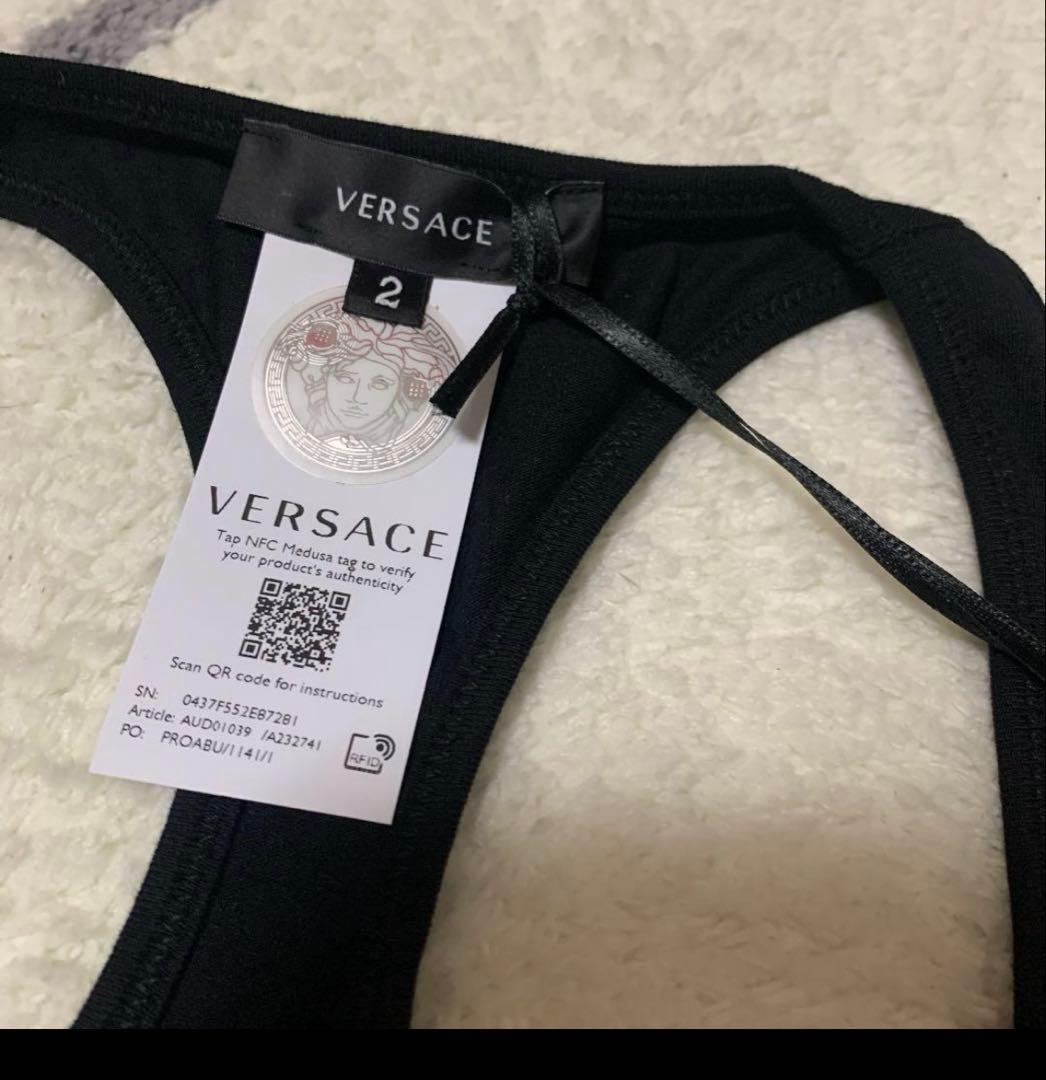 VERSACE
2
VERSACE
Tap NFC Medusa tag to verify
your product's authenticity
Scan QR code for instructions
SN: 0437F552E87281
Article: AUD01039 /A232741
PO: PROABU/1141/1
RFID